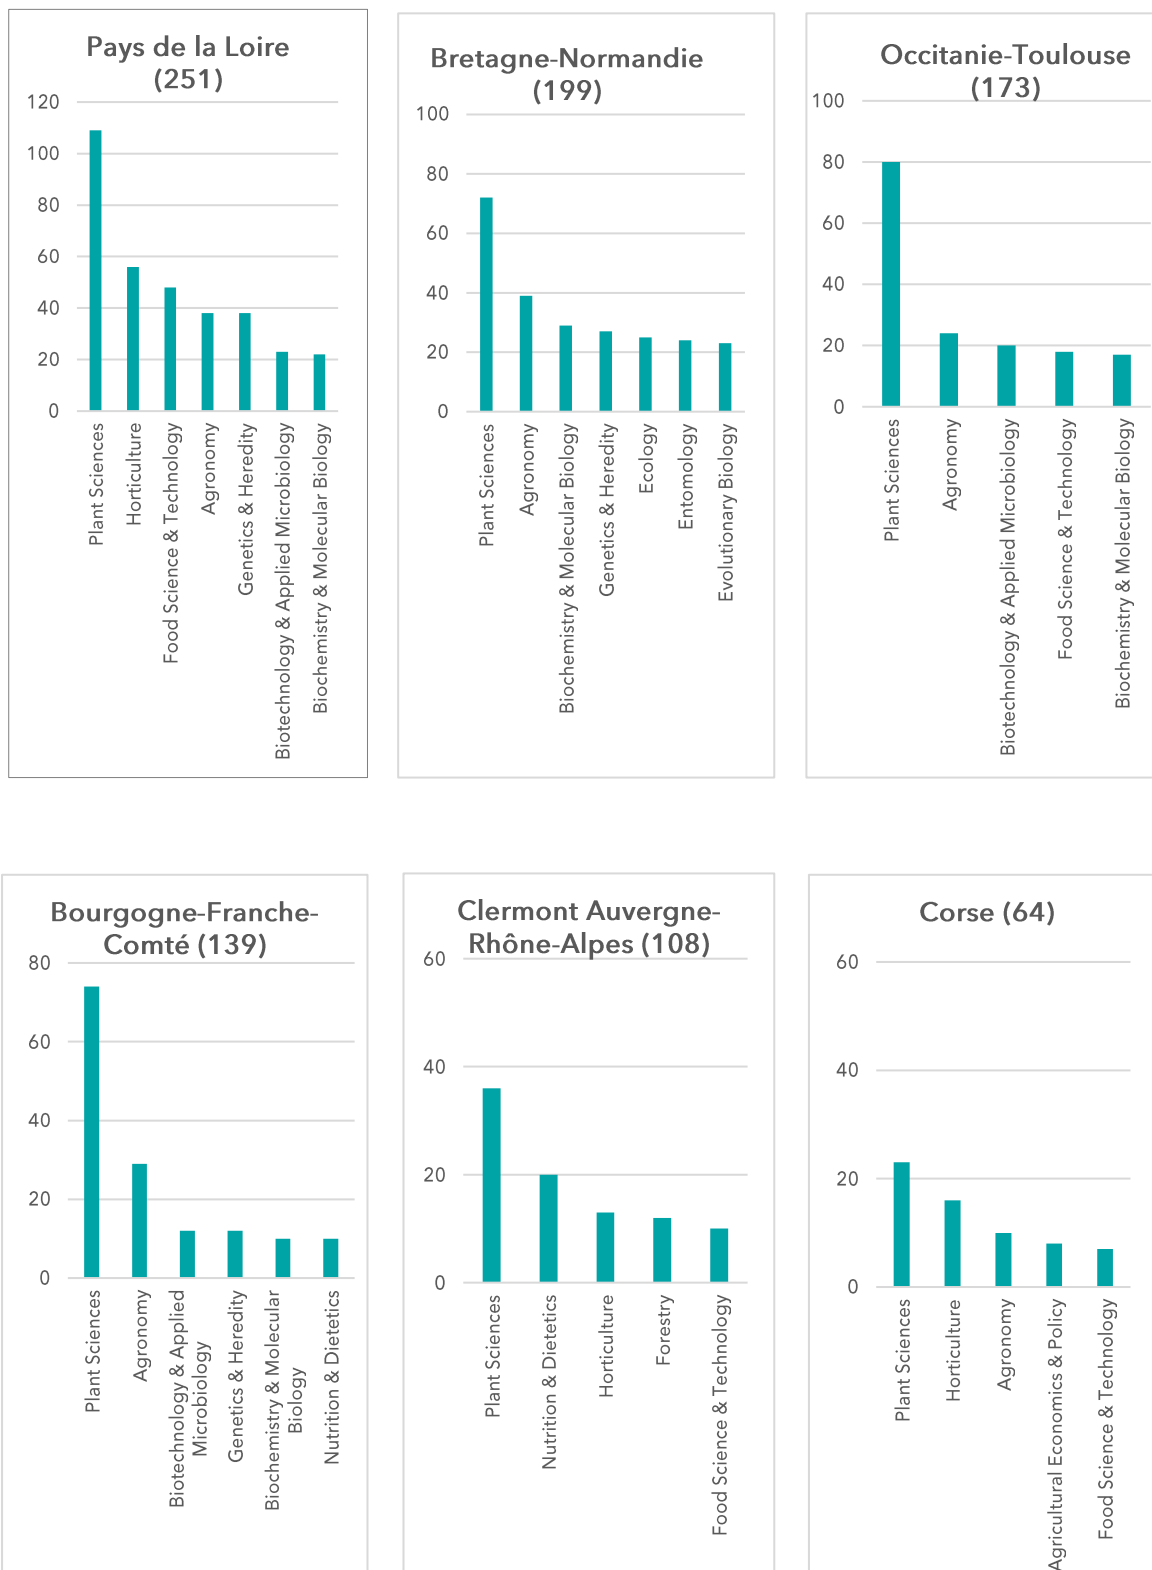 Pays de la Loire
(251)
120
100
80
60
40
20
0
Plant Sciences
Horticulture
Food Science & Technology
Agronomy
Genetics & Heredity
Biotechnology & Applied Microbiology
Biochemistry & Molecular Biology
Bretagne-Normandie
(199)
100
80
60
40
20
0
Plant Sciences
Agronomy
Biochemistry & Molecular Biology
Genetics & Heredity
Ecology
Entomology
Evolutionary Biology
Occitanie-Toulouse
(173)
100
80
60
40
20
0
Plant Sciences
Agronomy
Biotechnology & Applied Microbiology
Food Science & Technology
Biochemistry & Molecular Biology
Bourgogne-Franche-
Comté (139)
80
60
40
20
0
Plant Sciences
Agronomy
Biotechnology & Applied
Microbiology
Genetics & Heredity
Biochemistry & Molecular
Biology
Nutrition & Dietetics
Clermont Auvergne-
Rhône-Alpes (108)
60
40
20
0
Plant Sciences
Nutrition & Dietetics
Horticulture
Forestry
Food Science & Technology
Corse (64)
60
40
20
0
Plant Sciences
Horticulture
Agronomy
Agricultural Economics & Policy
Food Science & Technology